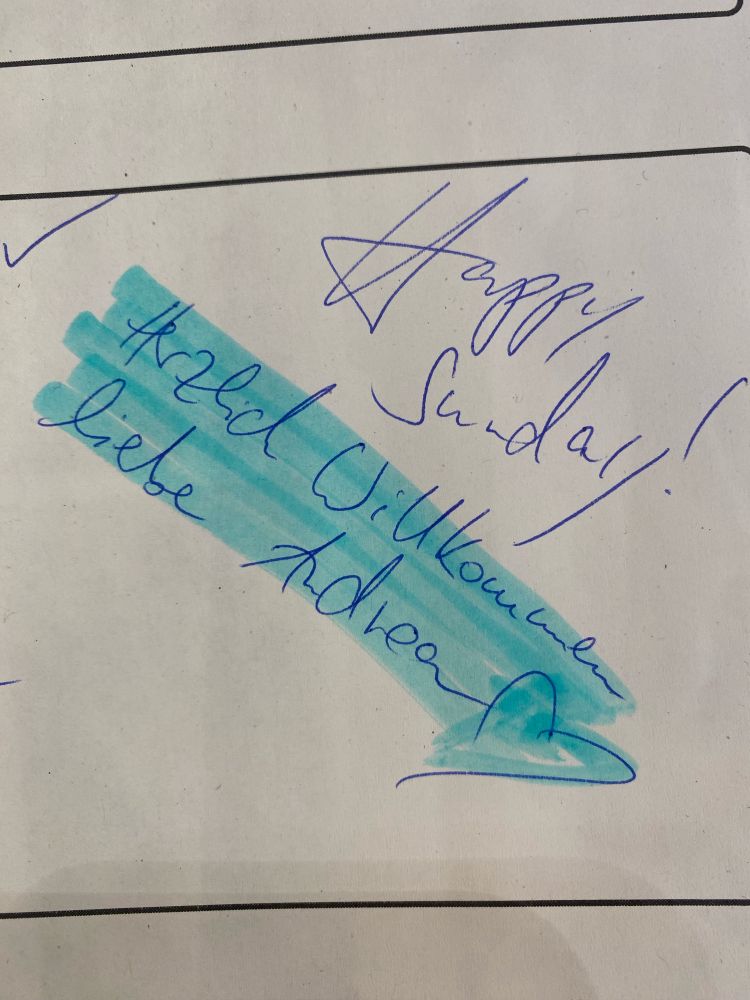 Happy
Sunday!
Herzlich Willkommen
liebe Andrea